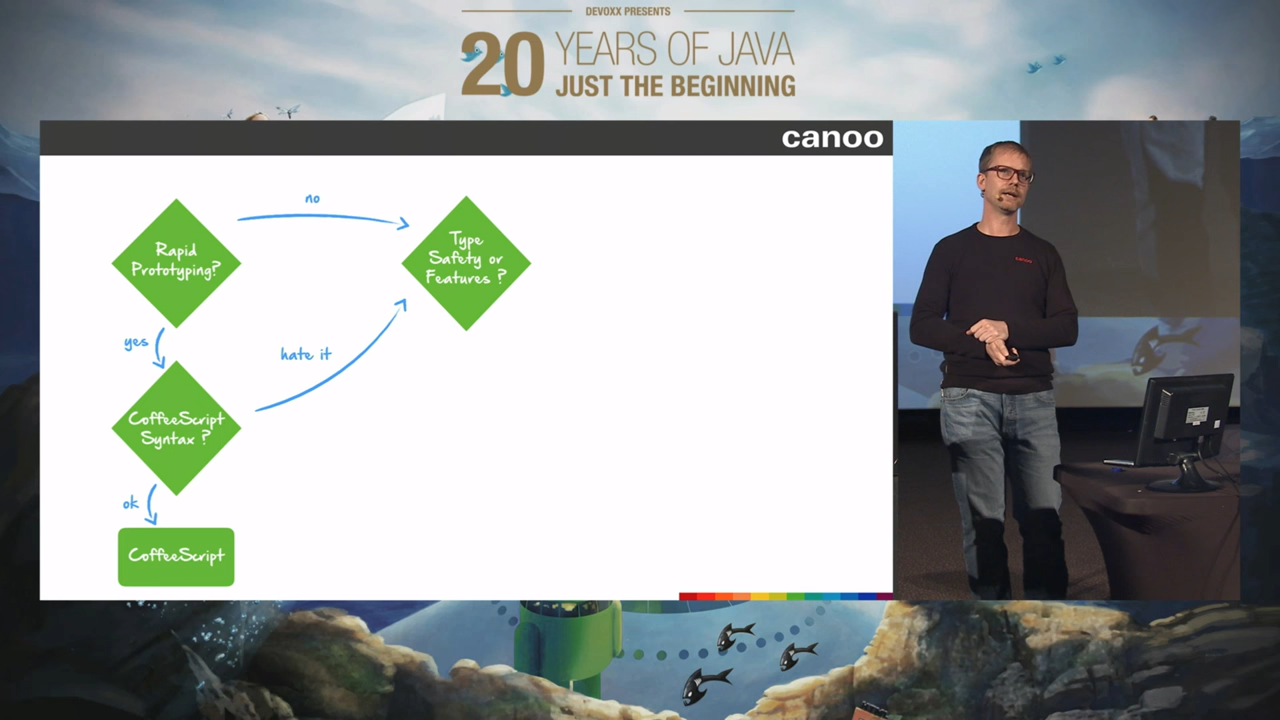 DEVOXX PRESENTS
20 YEARS OF JAVA
JUST THE BEGINNING
canoo
no
Rapid
Prototyping?
Type
Safety or
Features ?
yes
hate it
CoffeeScript
Syntax ?
ok
CoffeeScript
canoo